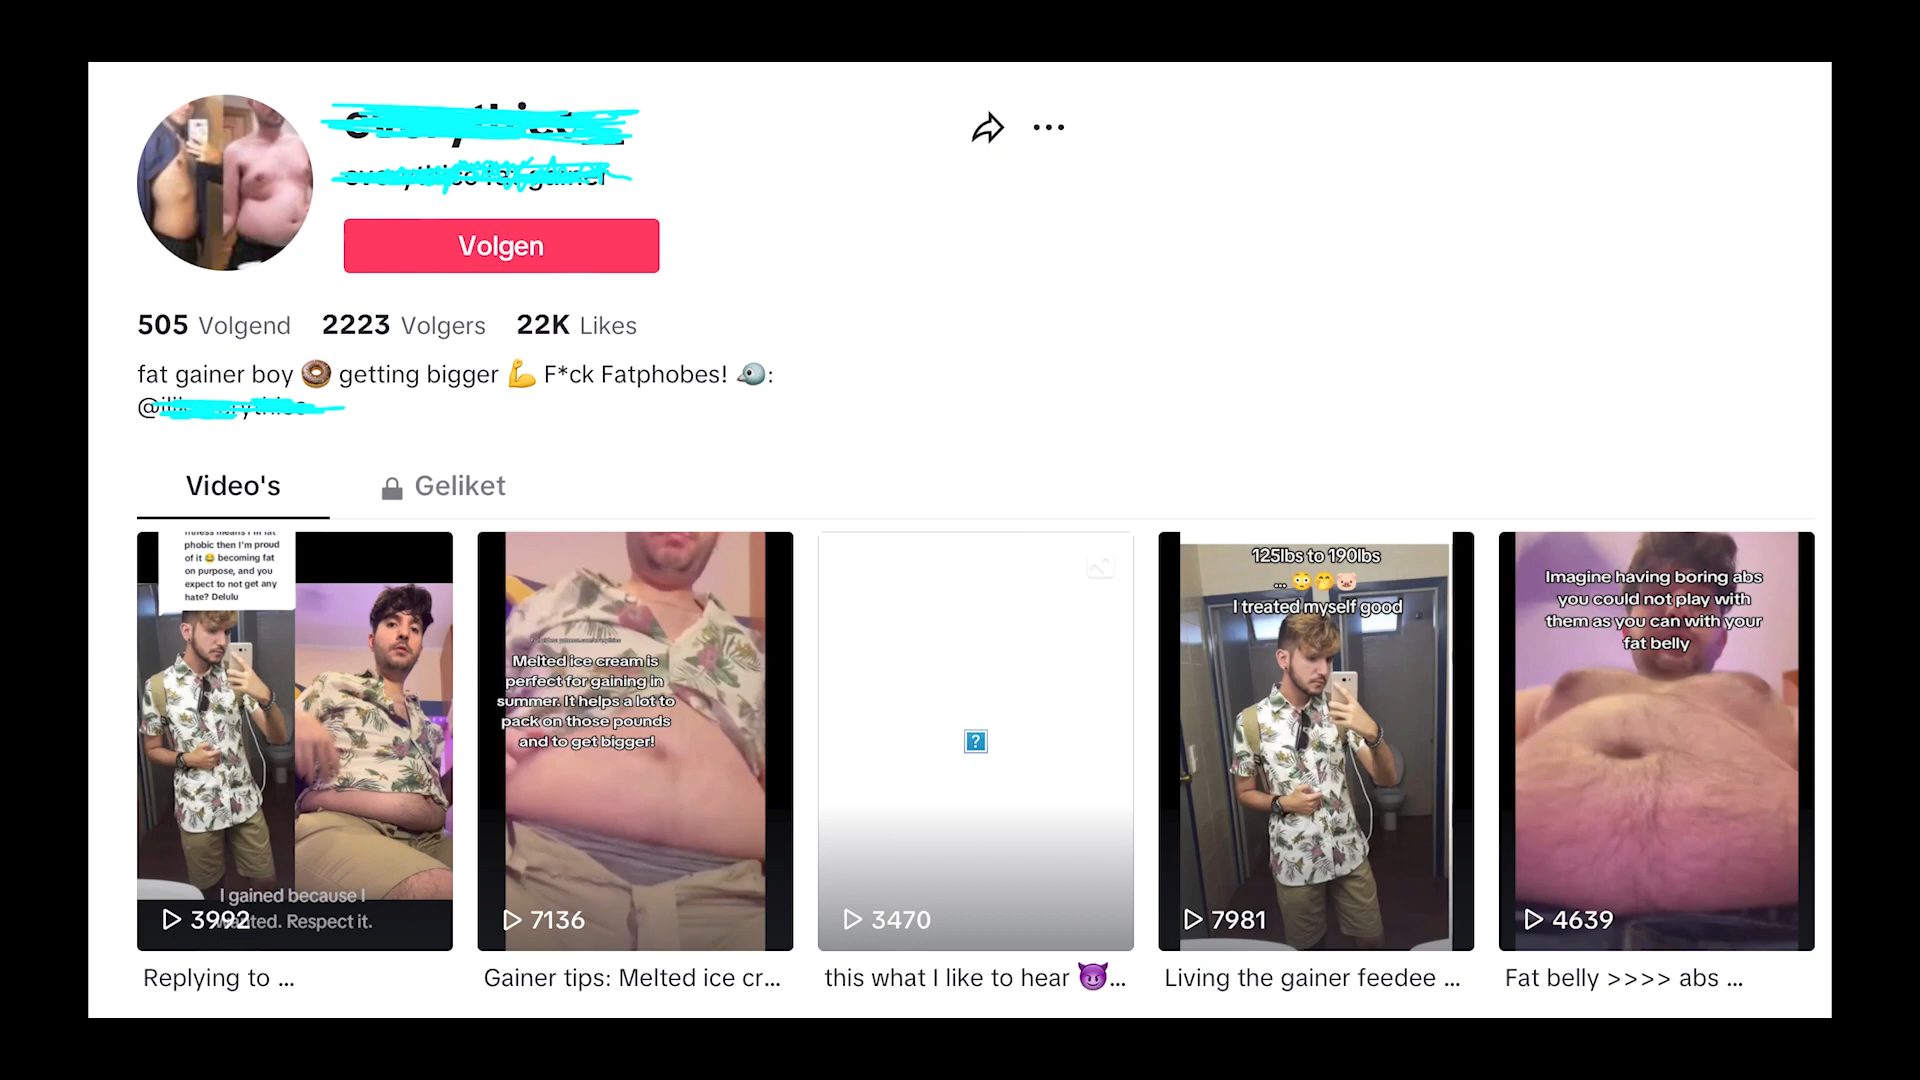 Volgen
505 Volgend 2223 Volgers 22K Likes
fat gainer boy 🍩 getting bigger 💪 F*ck Fatphobes! 🐦:
Video's
Geliket
phobic then I'm proud
of it 😂 becoming fat
on purpose, and you
expect to not get any
hate? Delulu
I gained because I
wanted. Respect it.
3992
Replying to ...
Melted ice cream is
perfect for gaining in
summer. It helps a lot to
pack on those pounds
and to get bigger!
7136
Gainer tips: Melted ice cr...
3470
this what I like to hear 😈...
125lbs to 190lbs
... 😳🤭🐷
I treated myself good
7981
Living the gainer feedee ...
Imagine having boring abs
you could not play with
them as you can with your
fat belly
4639
Fat belly >>>> abs ...